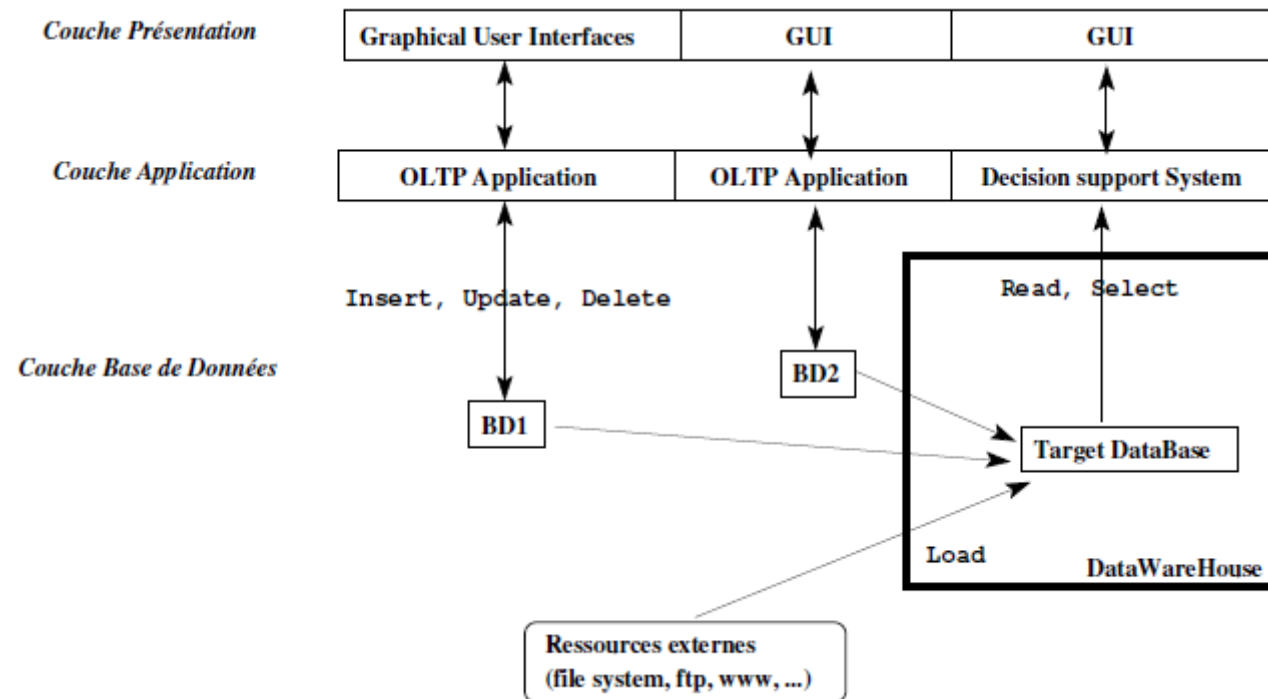 Couche Présentation
Graphical User Interfaces
GUI
GUI
Couche Application
OLTP Application
OLTP Application
Decision support System
Insert, Update, Delete
Read, Select
Couche Base de Données
BD2
BD1
Target DataBase
Load
DataWareHouse
Ressources externes
(file system, ftp, www, ...)